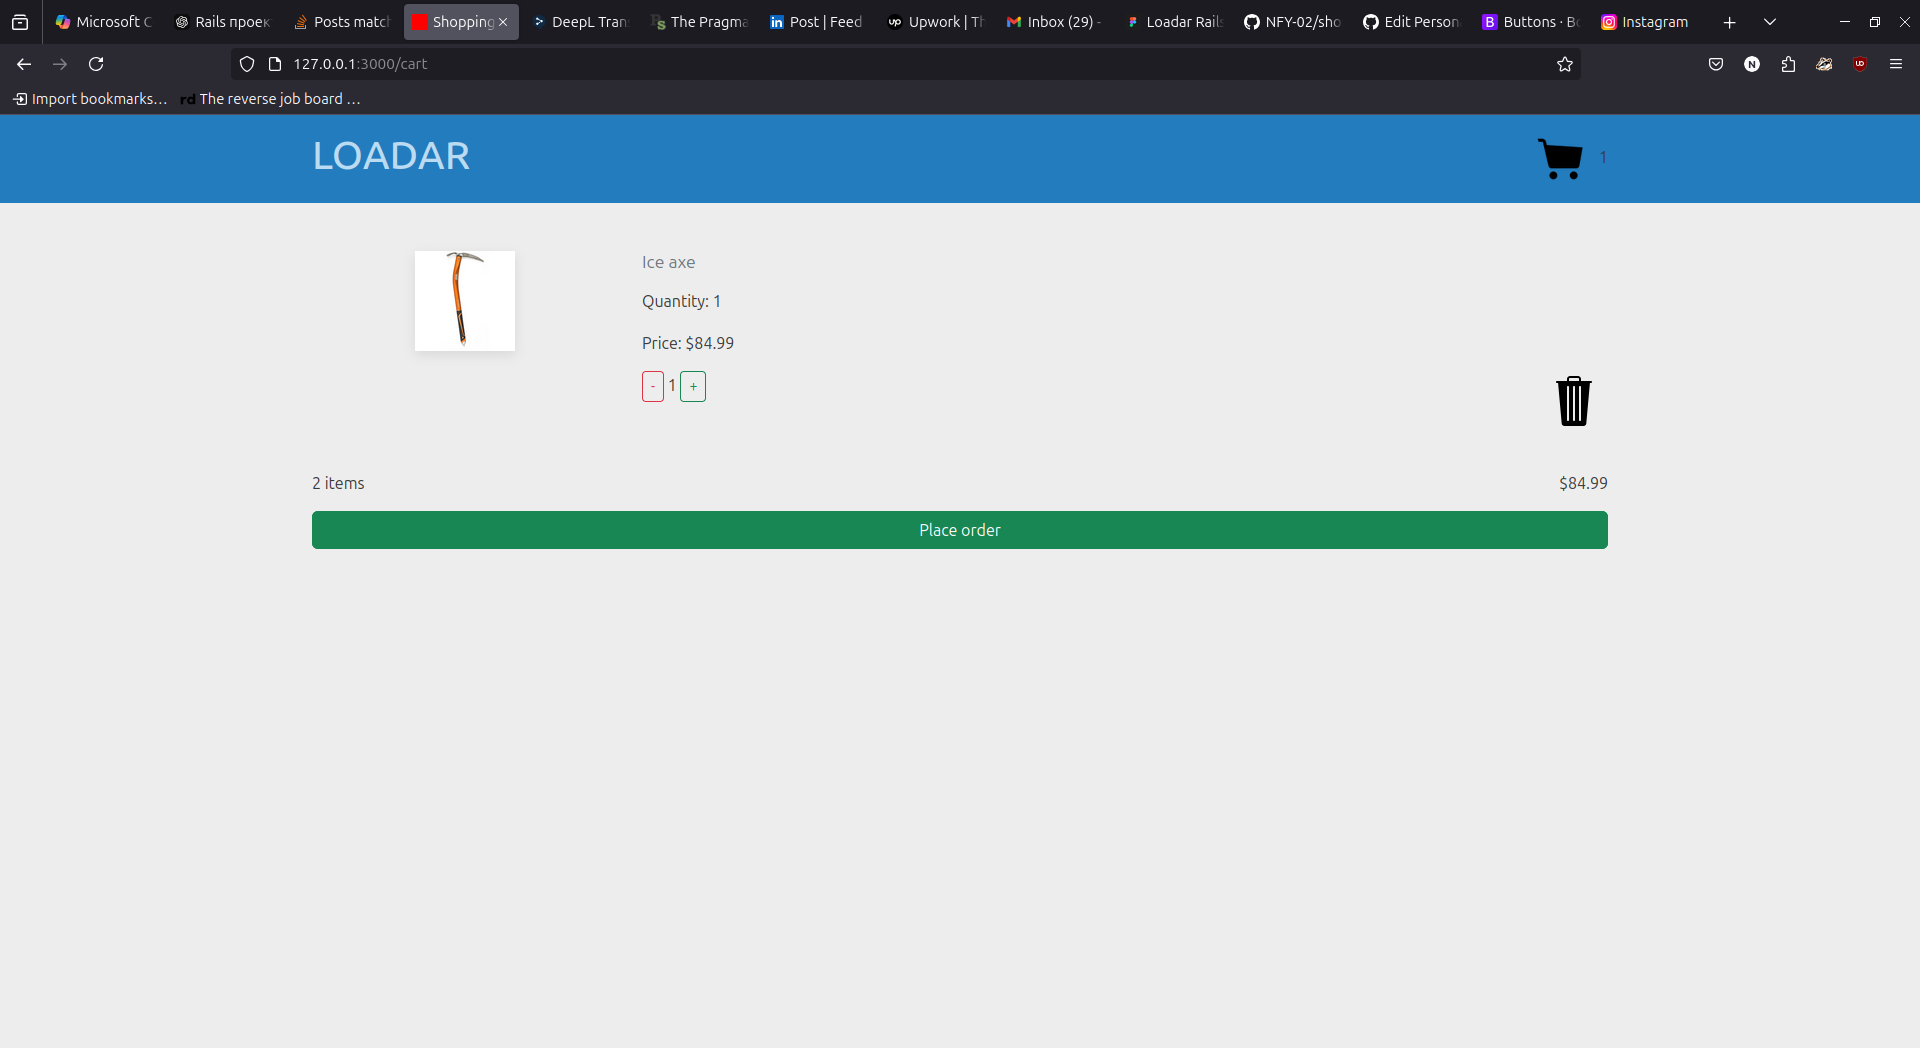 Microsoft C
Rails проек
Posts match
Shopping
DeepL Tran
The Pragma
Post | Feed
Upwork | Th
Inbox (29) -
Loadar Rails
NFY-02/sho
Edit Person
Buttons · Bo
Instagram
127.0.0.1:3000/cart
Import bookmarks...
rd The reverse job board ...
LOADAR
1
Ice axe
Quantity: 1
Price: $84.99
- 1 +
2 items
$84.99
Place order